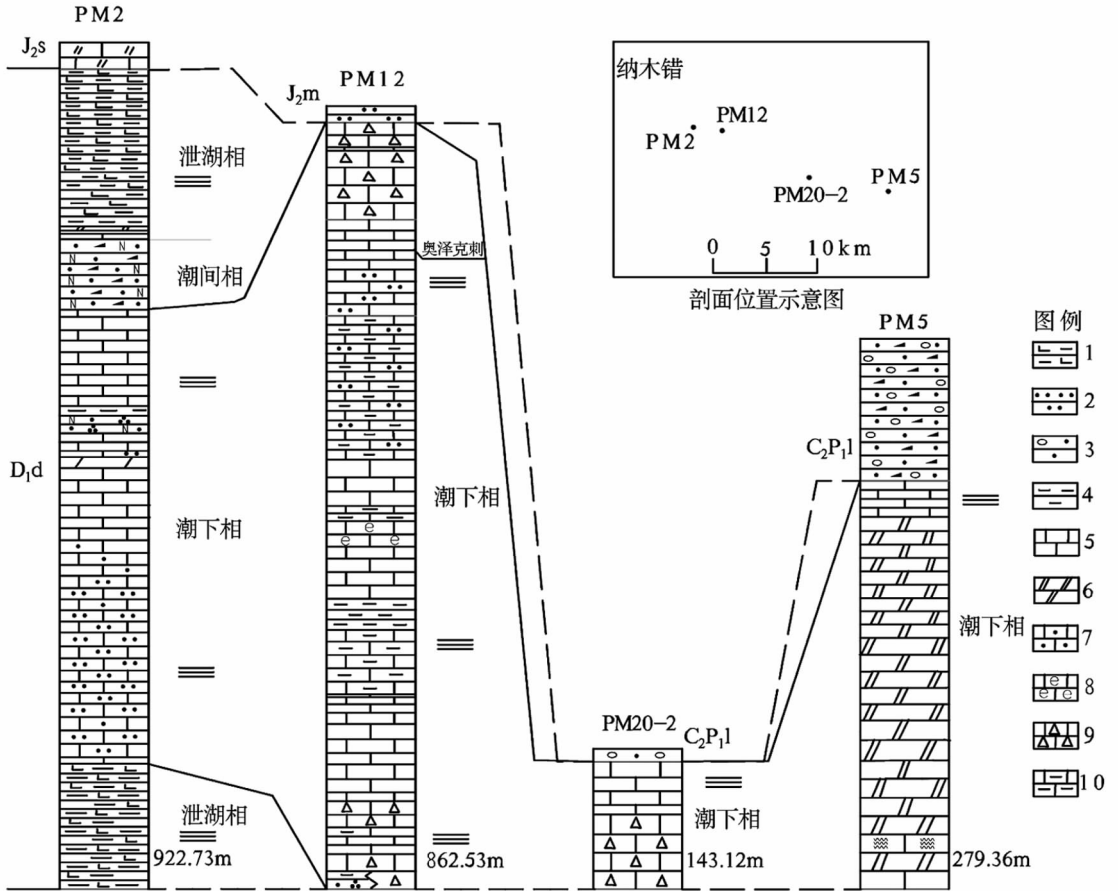 PM2
J₂s
泄湖相
潮间相
D₁d
潮下相
泄湖相
922.73m
PM12
J₂m
奥泽克刺
潮下相
862.53m
纳木错
PM12
PM2
PM20-2
PM5
0 5 10km
剖面位置示意图
PM20-2
C₂P₁l
潮下相
143.12m
PM5
C₂P₁l
潮下相
279.36m
图例
1
2
3
4
5
6
7
8
9
10